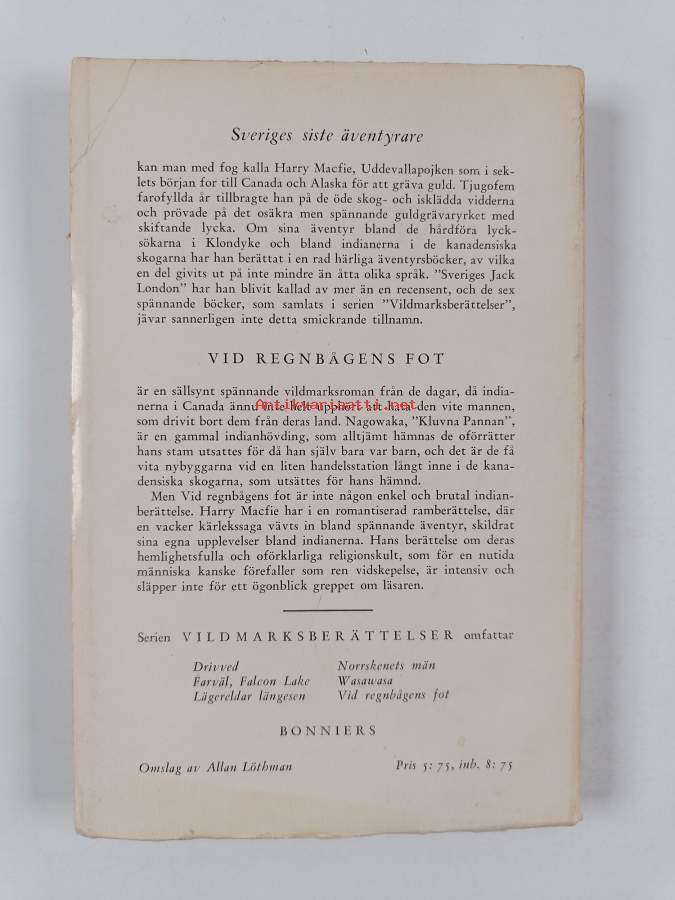 Sveriges siste äventyrare
kan man med fog kalla Harry Macfie, Uddevallapojken som i sek-
lets början for till Canada och Alaska för att gräva guld. Tjugofem
farofyllda år tillbragte han på de öde skog- och isklädda vidderna
och prövade på det osäkra men spännande guldgrävaryrket med
skiftande lycka. Om sina äventyr bland de hårdföra lyck-
sökarna i Klondyke och bland indianerna i de kanadensiska
skogarna har han berättat i en rad härliga äventyrsböcker, av vilka
en del givits ut på inte mindre än åtta olika språk. ”Sveriges Jack
London” har han blivit kallad av mer än en recensent, och de sex
spännande böcker, som samlats i serien ”Vildmarksberättelser”,
jävar sannerligen inte detta smickrande tillnamn.
VID REGNBÅGENS FOT
är en sällsynt spännande vildmarksroman från de dagar, då india-
nerna i Canada ännu inte helt upphört att hata den vite mannen,
Antikvariaatti.net
som drivit bort dem från deras land. Nagowaka, ”Kluvna Pannan”,
är en gammal indianhövding, som alltjämt hämnas de oförrätter
hans stam utsattes för då han själv bara var barn, och det är de få
vita nybyggarna vid en liten handelsstation långt inne i de kana-
densiska skogarna, som utsättes för hans hämnd.
Men Vid regnbågens fot är inte någon enkel och brutal indian-
berättelse. Harry Macfie har i en romantiserad ramberättelse, där
en vacker kärlekssaga vävts in bland spännande äventyr, skildrat
sina egna upplevelser bland indianerna. Hans berättelse om deras
hemlighetsfulla och oförklarliga religionskult, som för en nutida
människa kanske förefaller som ren vidskepelse, är intensiv och
släpper inte för ett ögonblick greppet om läsaren.
Serien VILDMARKSBERÄTTELSER omfattar
Drivved Norrskenets män
Farväl, Falcon Lake Wasawasa
Lägereldar längesen Vid regnbågens fot
BONNIERS
Omslag av Allan Löthman Pris 5: 75, inb. 8: 75